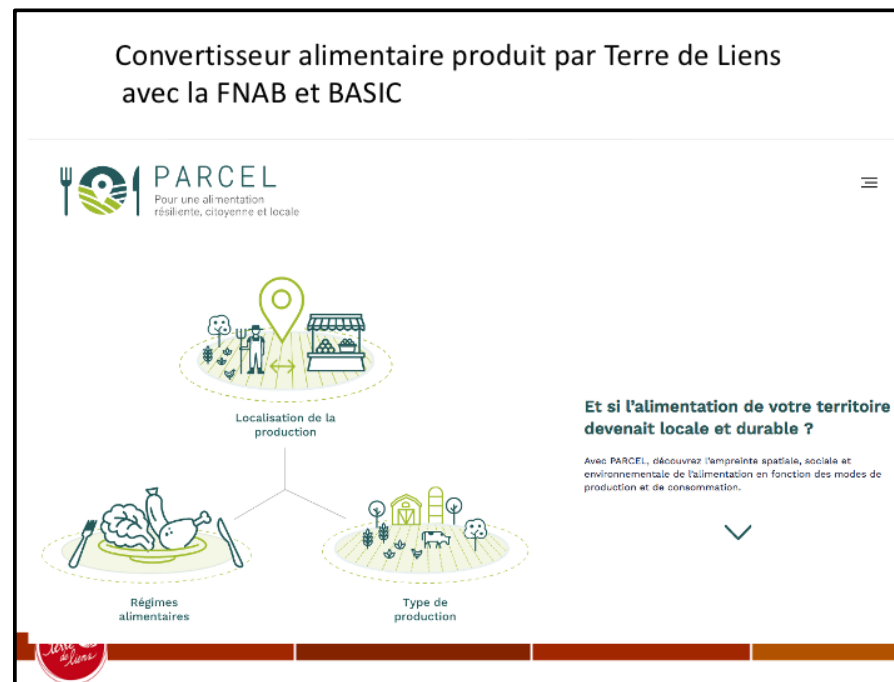 Convertisseur alimentaire produit par Terre de Liens
avec la FNAB et BASIC
PARCEL
Pour une alimentation
résiliente, citoyenne et locale
Localisation de la
production
Et si l'alimentation de votre territoire
devenait locale et durable ?
Avec PARCEL, découvrez l'empreinte spatiale, sociale et
environnementale de l'alimentation en fonction des modes de
production et de consommation.
Régimes
alimentaires
Type de
production
terre
de liens